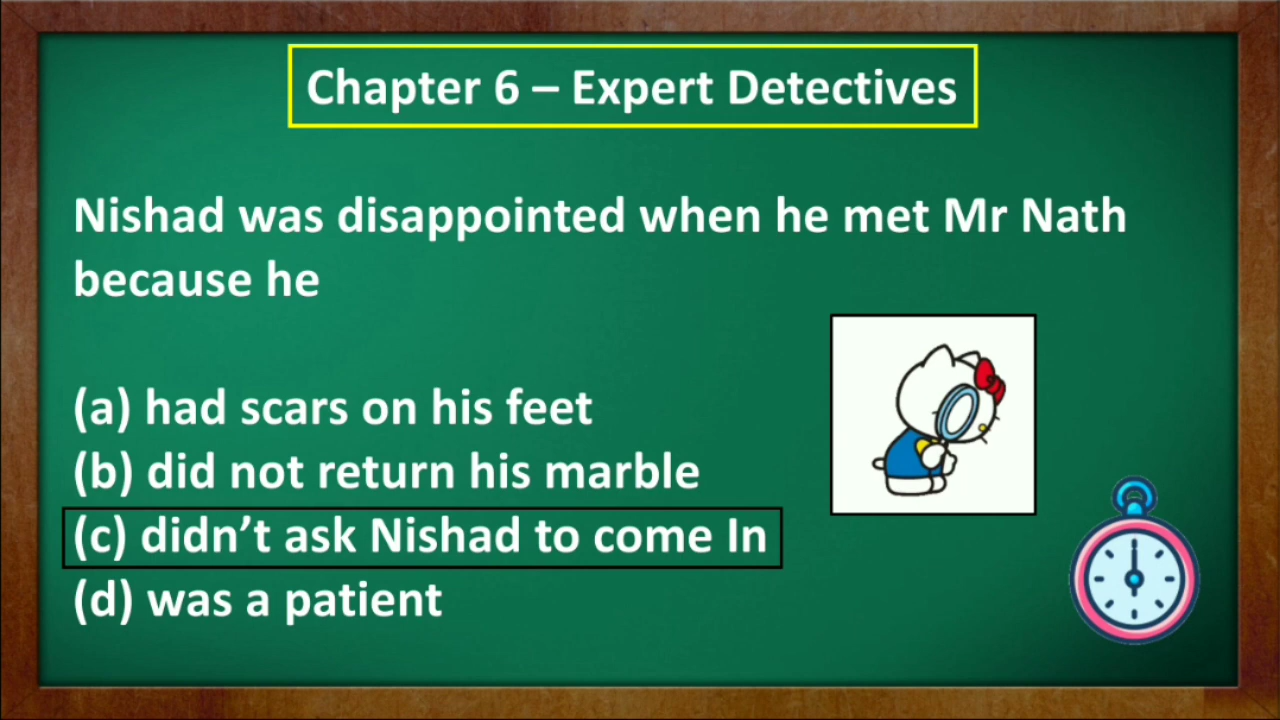 Chapter 6 – Expert Detectives
Nishad was disappointed when he met Mr Nath
because he
(a) had scars on his feet
(b) did not return his marble
(c) didn’t ask Nishad to come In
(d) was a patient